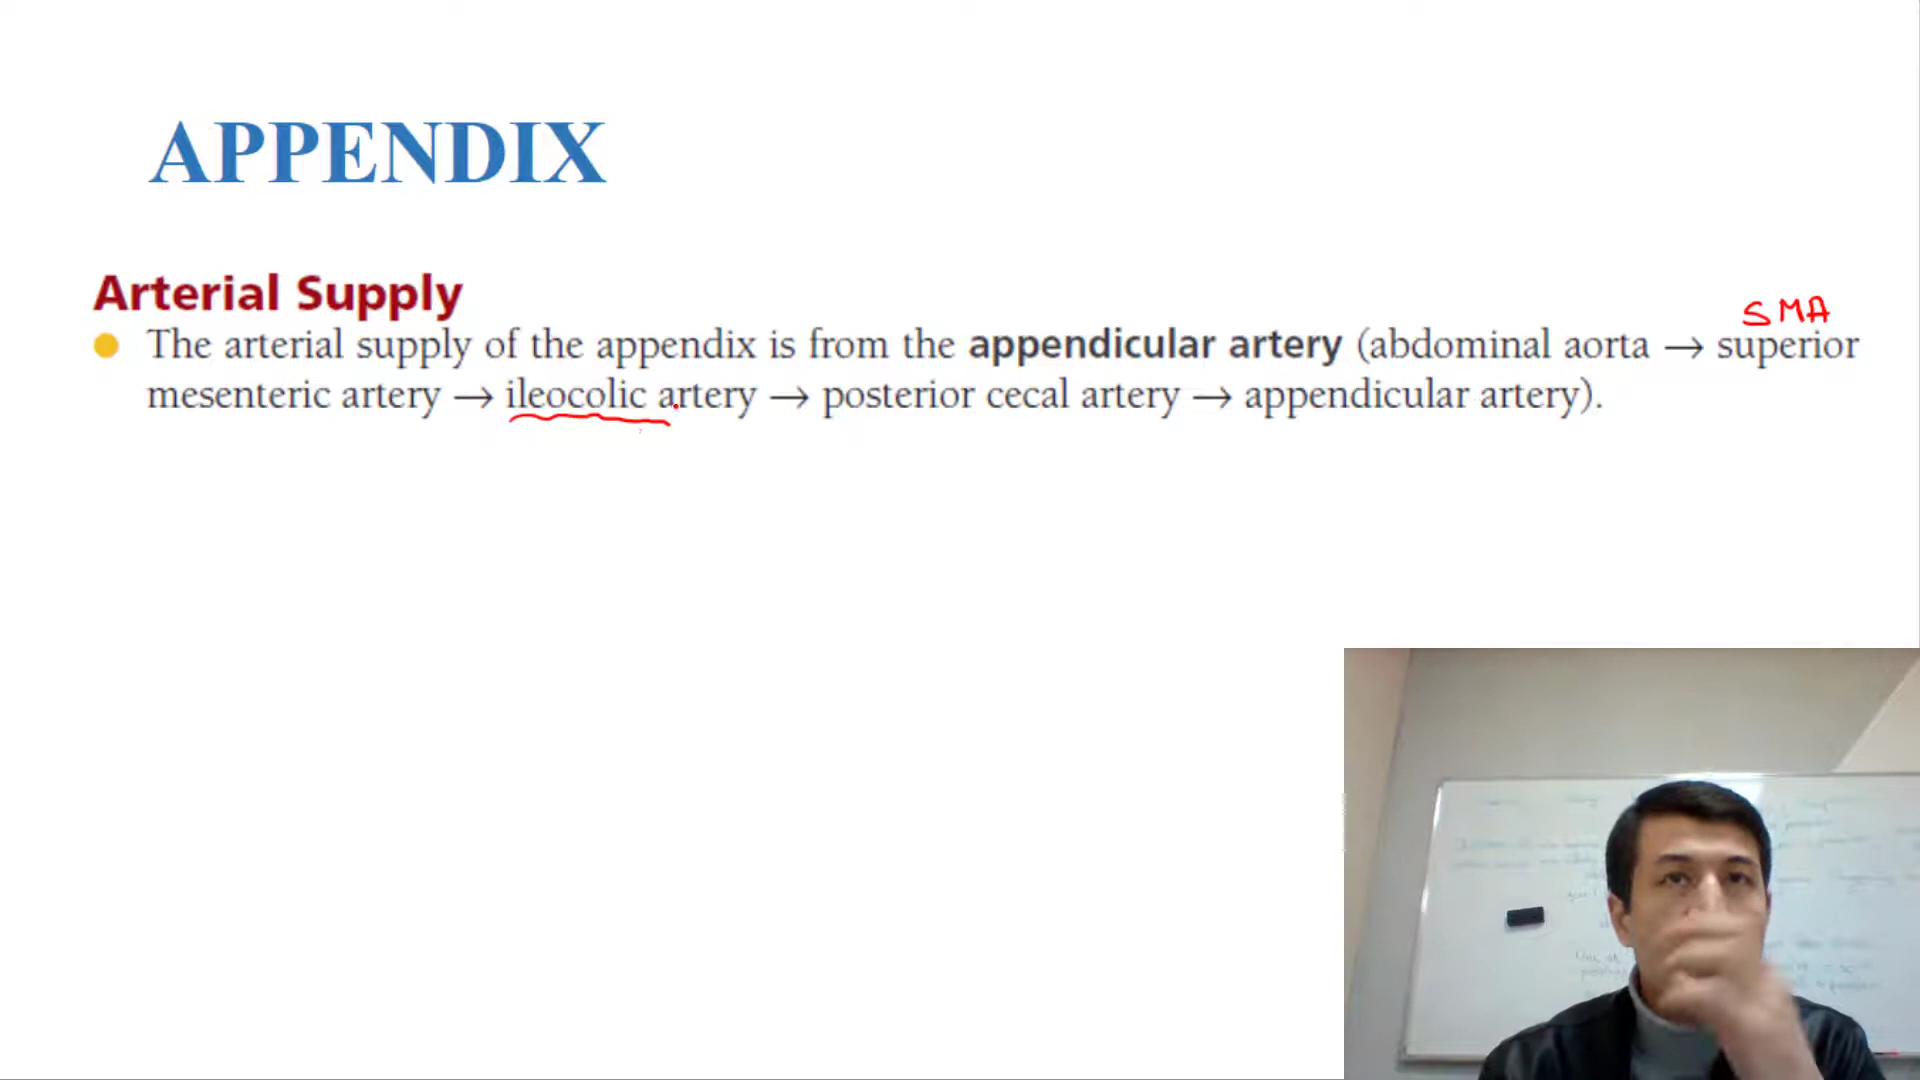 APPENDIX
Arterial Supply
SMA
The arterial supply of the appendix is from the appendicular artery (abdominal aorta → superior
mesenteric artery → ileocolic artery → posterior cecal artery → appendicular artery).